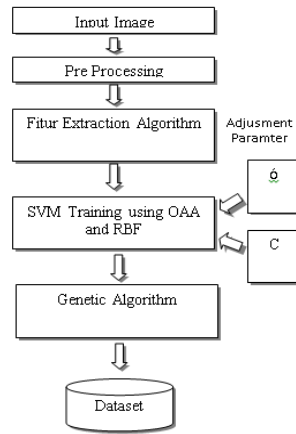 Input Image
Pre Processing
Fitur Extraction Algorithm
Adjusment
Paramter
ó
SVM Training using OAA
and RBF
C
Genetic Algorithm
Dataset